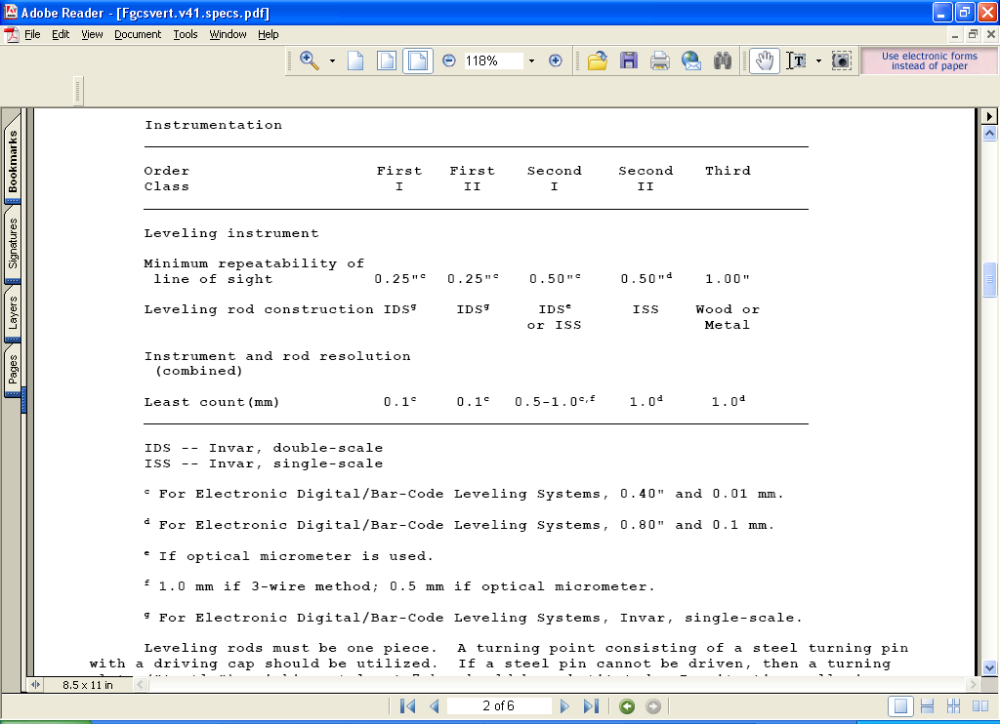 Adobe Reader - [Fgcsvert.v41.specs.pdf]
File Edit View Document Tools Window Help
118%
Use electronic forms
instead of paper
Bookmarks
Signatures
Layers
Pages
Instrumentation
Order First First Second Second Third
Class I II I II
Leveling instrument
Minimum repeatability of
line of sight 0.25"ᶜ 0.25"ᶜ 0.50"ᶜ 0.50"ᵈ 1.00"
Leveling rod construction IDSᵍ IDSᵍ IDSᵉ ISS Wood or
or ISS Metal
Instrument and rod resolution
(combined)
Least count(mm) 0.1ᶜ 0.1ᶜ 0.5-1.0ᶜ,ᶠ 1.0ᵈ 1.0ᵈ
IDS -- Invar, double-scale
ISS -- Invar, single-scale
ᶜ For Electronic Digital/Bar-Code Leveling Systems, 0.40" and 0.01 mm.
ᵈ For Electronic Digital/Bar-Code Leveling Systems, 0.80" and 0.1 mm.
ᵉ If optical micrometer is used.
ᶠ 1.0 mm if 3-wire method; 0.5 mm if optical micrometer.
ᵍ For Electronic Digital/Bar-Code Leveling Systems, Invar, single-scale.
Leveling rods must be one piece. A turning point consisting of a steel turning pin
with a driving cap should be utilized. If a steel pin cannot be driven, then a turning
8.5 x 11 in
2 of 6